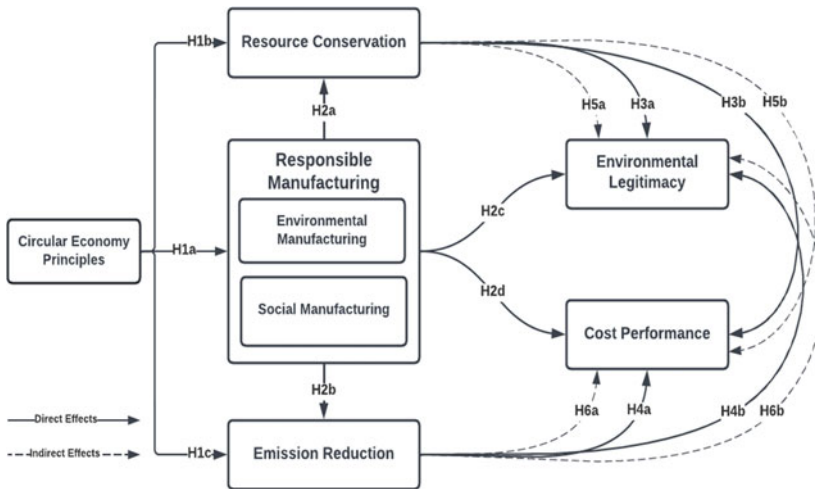 H1b
Resource Conservation
H2a
H5a
H3a
H3b
H5b
Responsible
Manufacturing
Environmental
Manufacturing
Social Manufacturing
Environmental
Legitimacy
H2c
Circular Economy
Principles
H1a
H2d
Cost Performance
H2b
Direct Effects
Indirect Effects
H1c
Emission Reduction
H6a
H4a
H4b
H6b